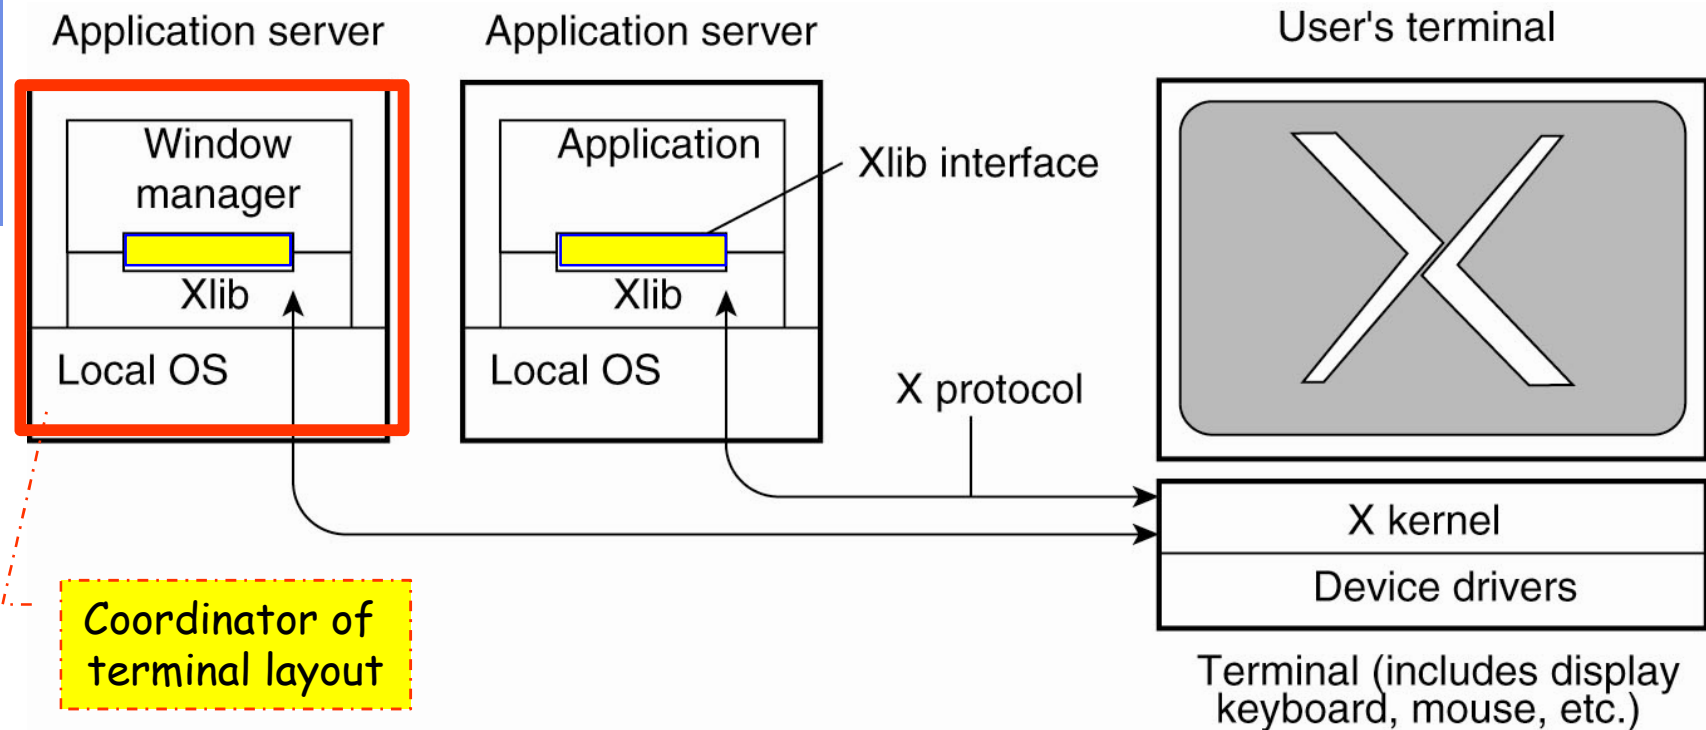 Application server
Application server
User's terminal
Window
manager
Xlib
Local OS
Application
Xlib
Local OS
Xlib interface
X protocol
X kernel
Device drivers
Terminal (includes display
keyboard, mouse, etc.)
Coordinator of
terminal layout